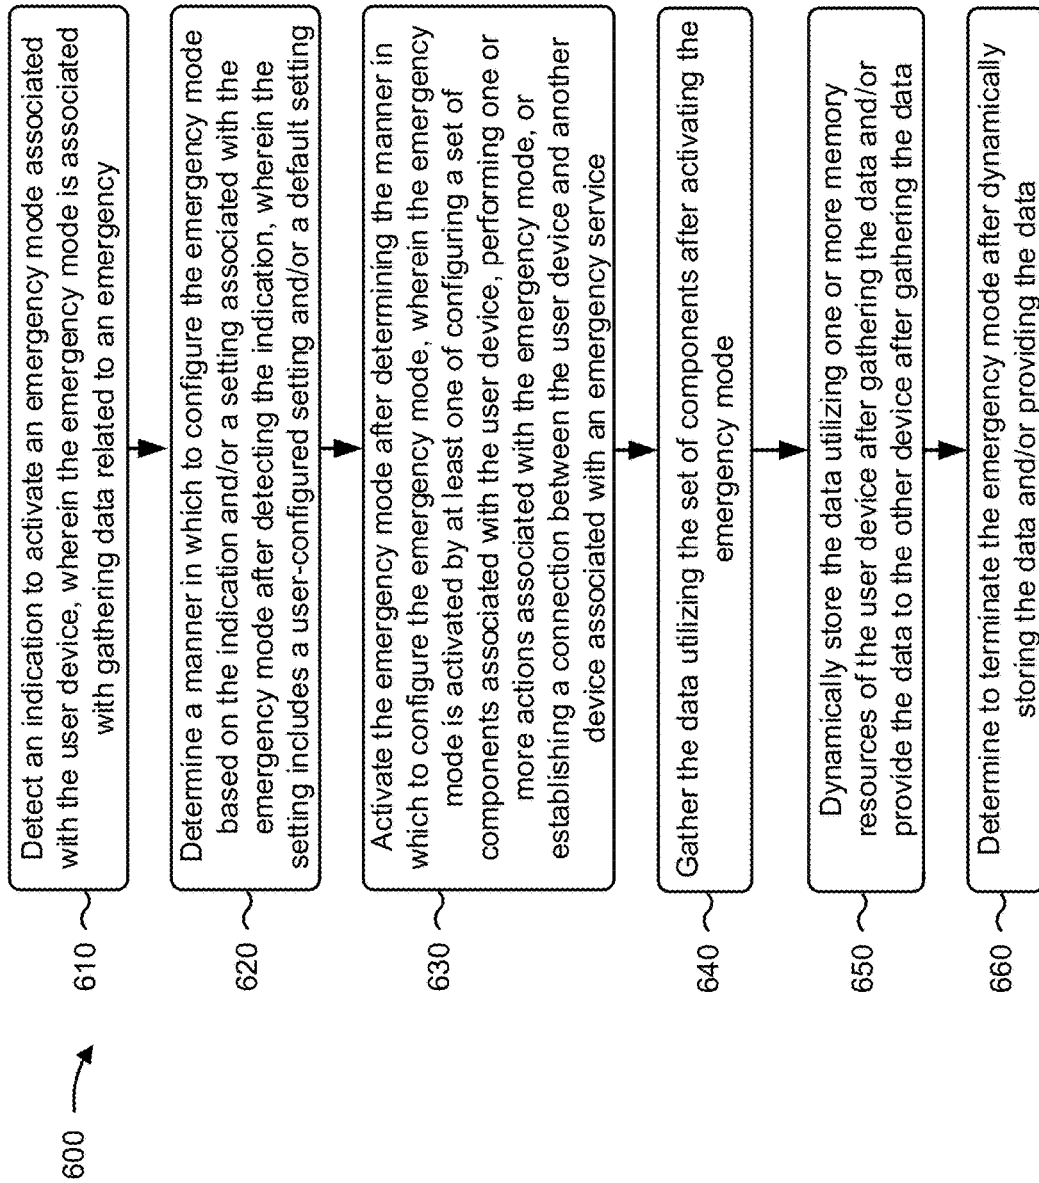 600
610
Detect an indication to activate an emergency mode associated
with the user device, wherein the emergency mode is associated
with gathering data related to an emergency
620
Determine a manner in which to configure the emergency mode
based on the indication and/or a setting associated with the
emergency mode after detecting the indication, wherein the
setting includes a user-configured setting and/or a default setting
630
Activate the emergency mode after determining the manner in
which to configure the emergency mode, wherein the emergency
mode is activated by at least one of configuring a set of
components associated with the user device, performing one or
more actions associated with the emergency mode, or
establishing a connection between the user device and another
device associated with an emergency service
640
Gather the data utilizing the set of components after activating the
emergency mode
650
Dynamically store the data utilizing one or more memory
resources of the user device after gathering the data and/or
provide the data to the other device after gathering the data
660
Determine to terminate the emergency mode after dynamically
storing the data and/or providing the data